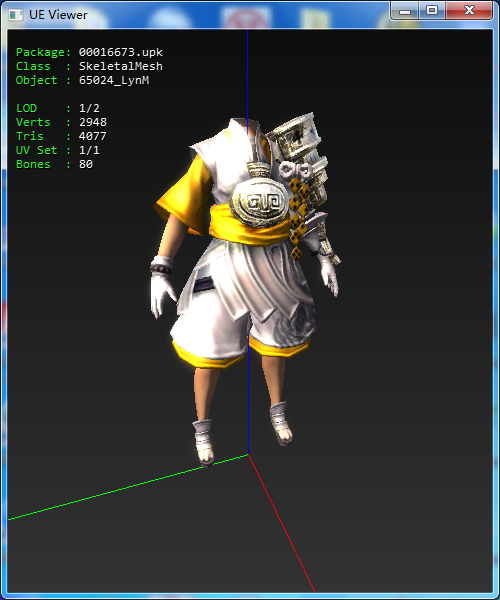 UE Viewer
Package: 00016673.upk
Class : SkeletalMesh
Object : 65024_LynM
LOD : 1/2
Verts : 2948
Tris : 4077
UV Set : 1/1
Bones : 80